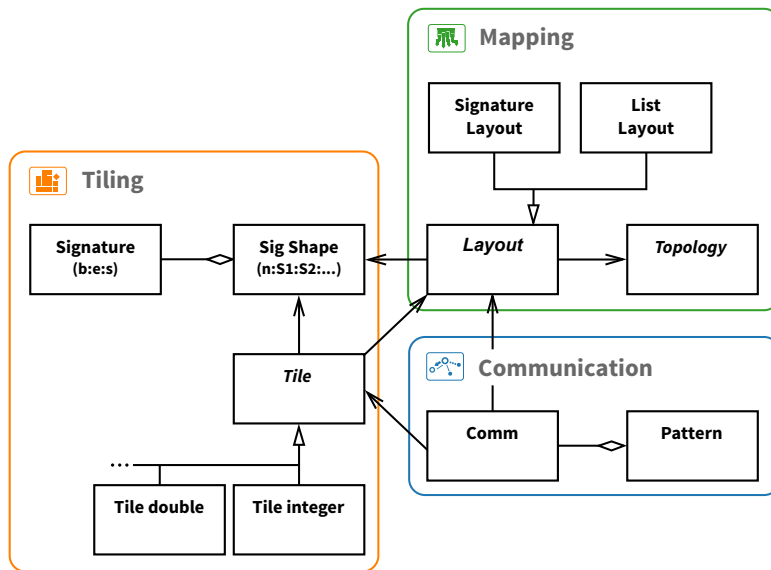 Mapping
Signature
Layout
List
Layout
Tiling
Signature
(b:e:s)
Sig Shape
(n:S1:S2:...)
Layout
Topology
Tile
Communication
Comm
Pattern
...
Tile double
Tile integer